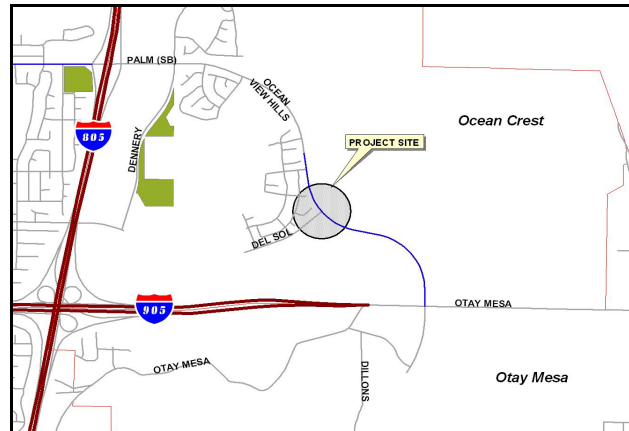 PALM (SB)
OCEAN
VIEW HILLS
Ocean Crest
805
DENNERY
PROJECT SITE
DEL SOL
905
OTAY MESA
OTAY MESA
DILLONS
Otay Mesa